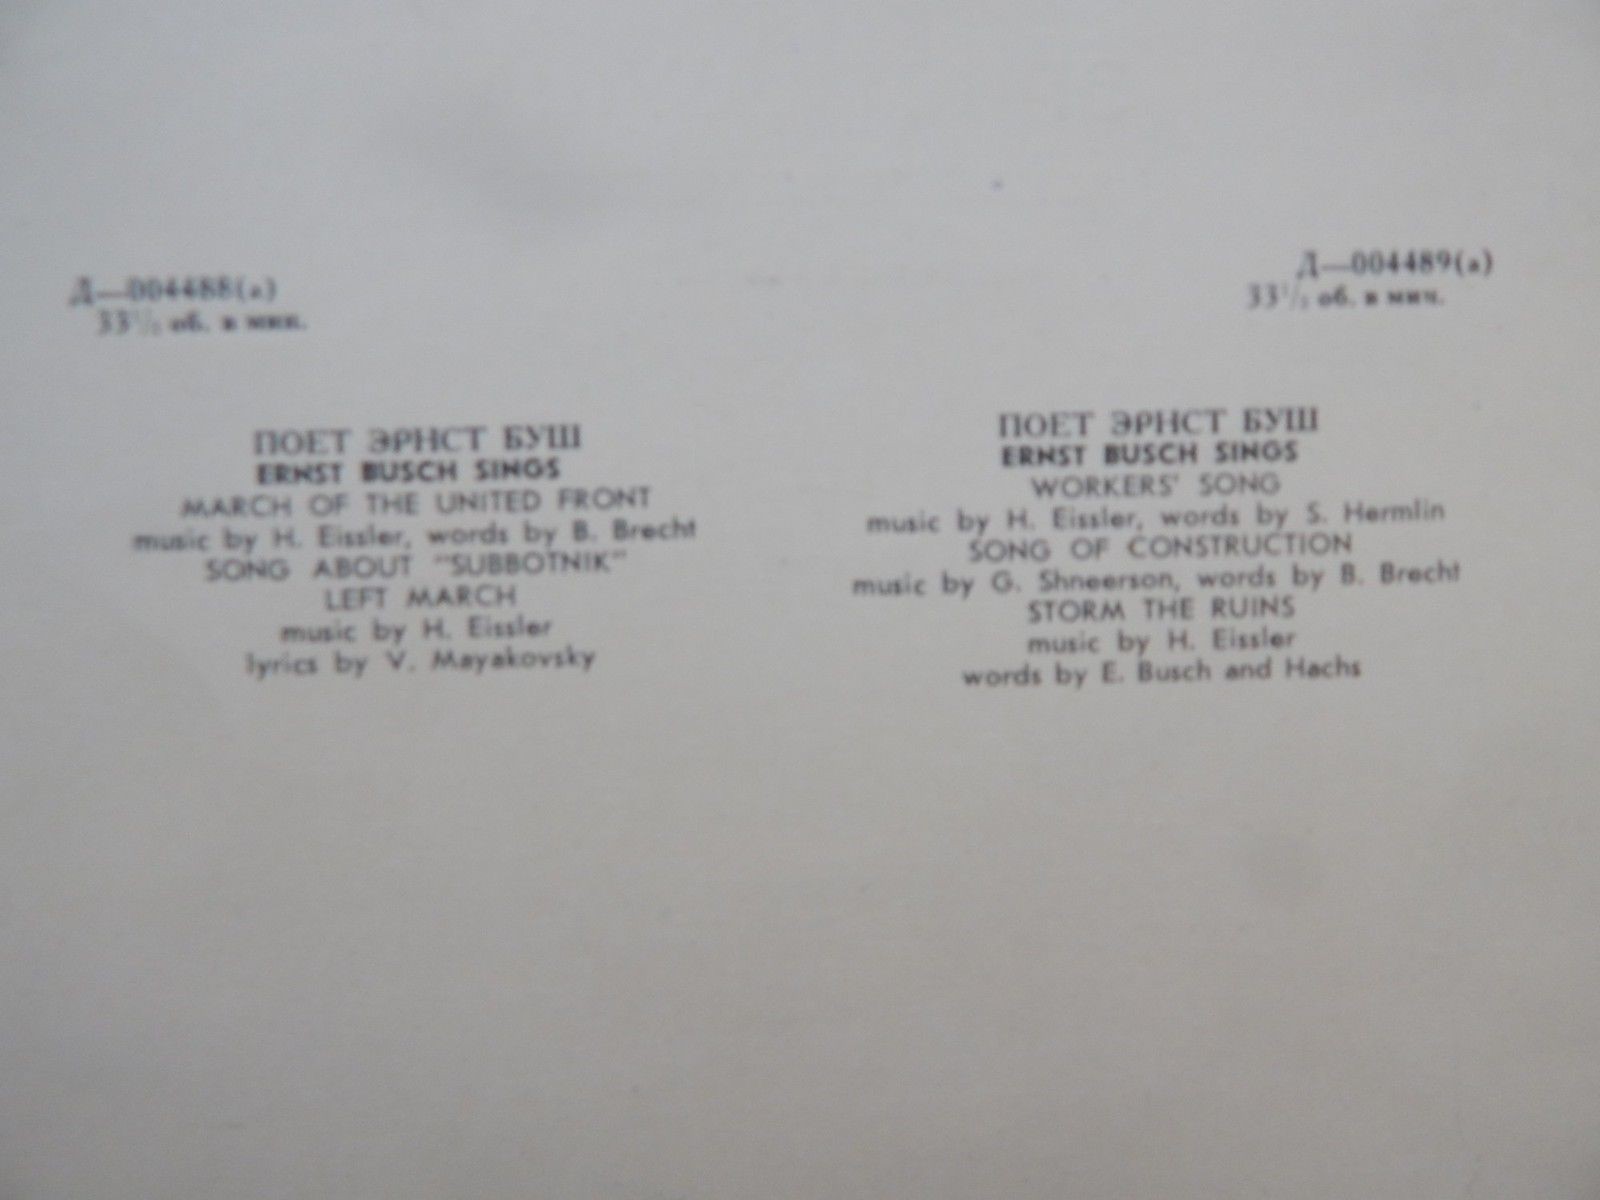 Д—004488(а)
33⅓ об. в мин.
ПОЕТ ЭРНСТ БУШ
ERNST BUSCH SINGS
MARCH OF THE UNITED FRONT
music by H. Eissler, words by B. Brecht
SONG ABOUT "SUBBOTNIK"
LEFT MARCH
music by H. Eissler
lyrics by V. Mayakovsky
Д—004489(а)
33⅓ об. в мин.
ПОЕТ ЭРНСТ БУШ
ERNST BUSCH SINGS
WORKERS' SONG
music by H. Eissler, words by S. Hermlin
SONG OF CONSTRUCTION
music by G. Shneerson, words by B. Brecht
STORM THE RUINS
music by H. Eissler
words by E. Busch and Hachs